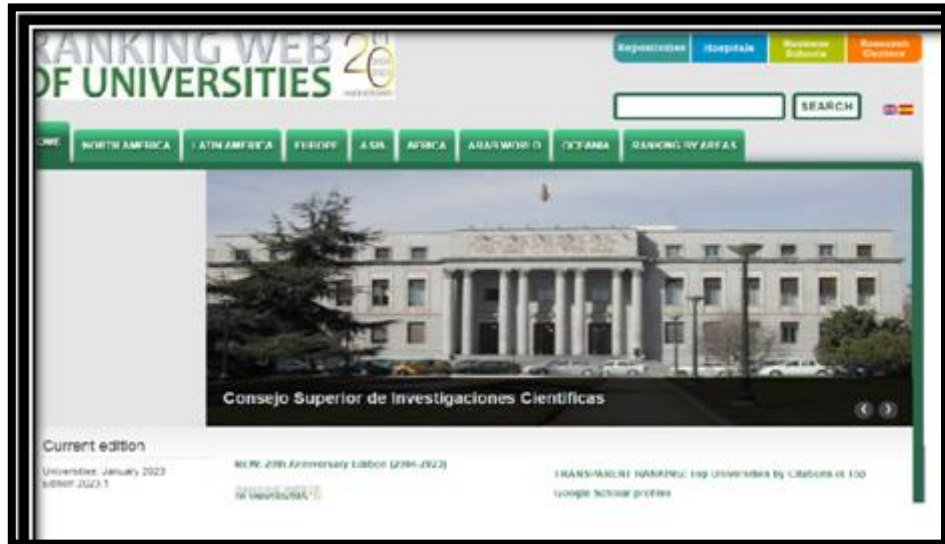 RANKING WEB
OF UNIVERSITIES
20
Repositories
Hospitals
Business
Schools
Research
Centers
SEARCH
HOME
NORTH AMERICA
LATIN AMERICA
EUROPE
ASIA
AFRICA
ARAB WORLD
OCEANIA
RANKING BY AREAS
Consejo Superior de Investigaciones Cientificas
Current edition
Universities: January 2023
Edition 2023.1
NEW: 20th Anniversary Edition (2004-2023)
TRANSPARENT RANKING: Top Universities by Citations in Top
Google Scholar profiles